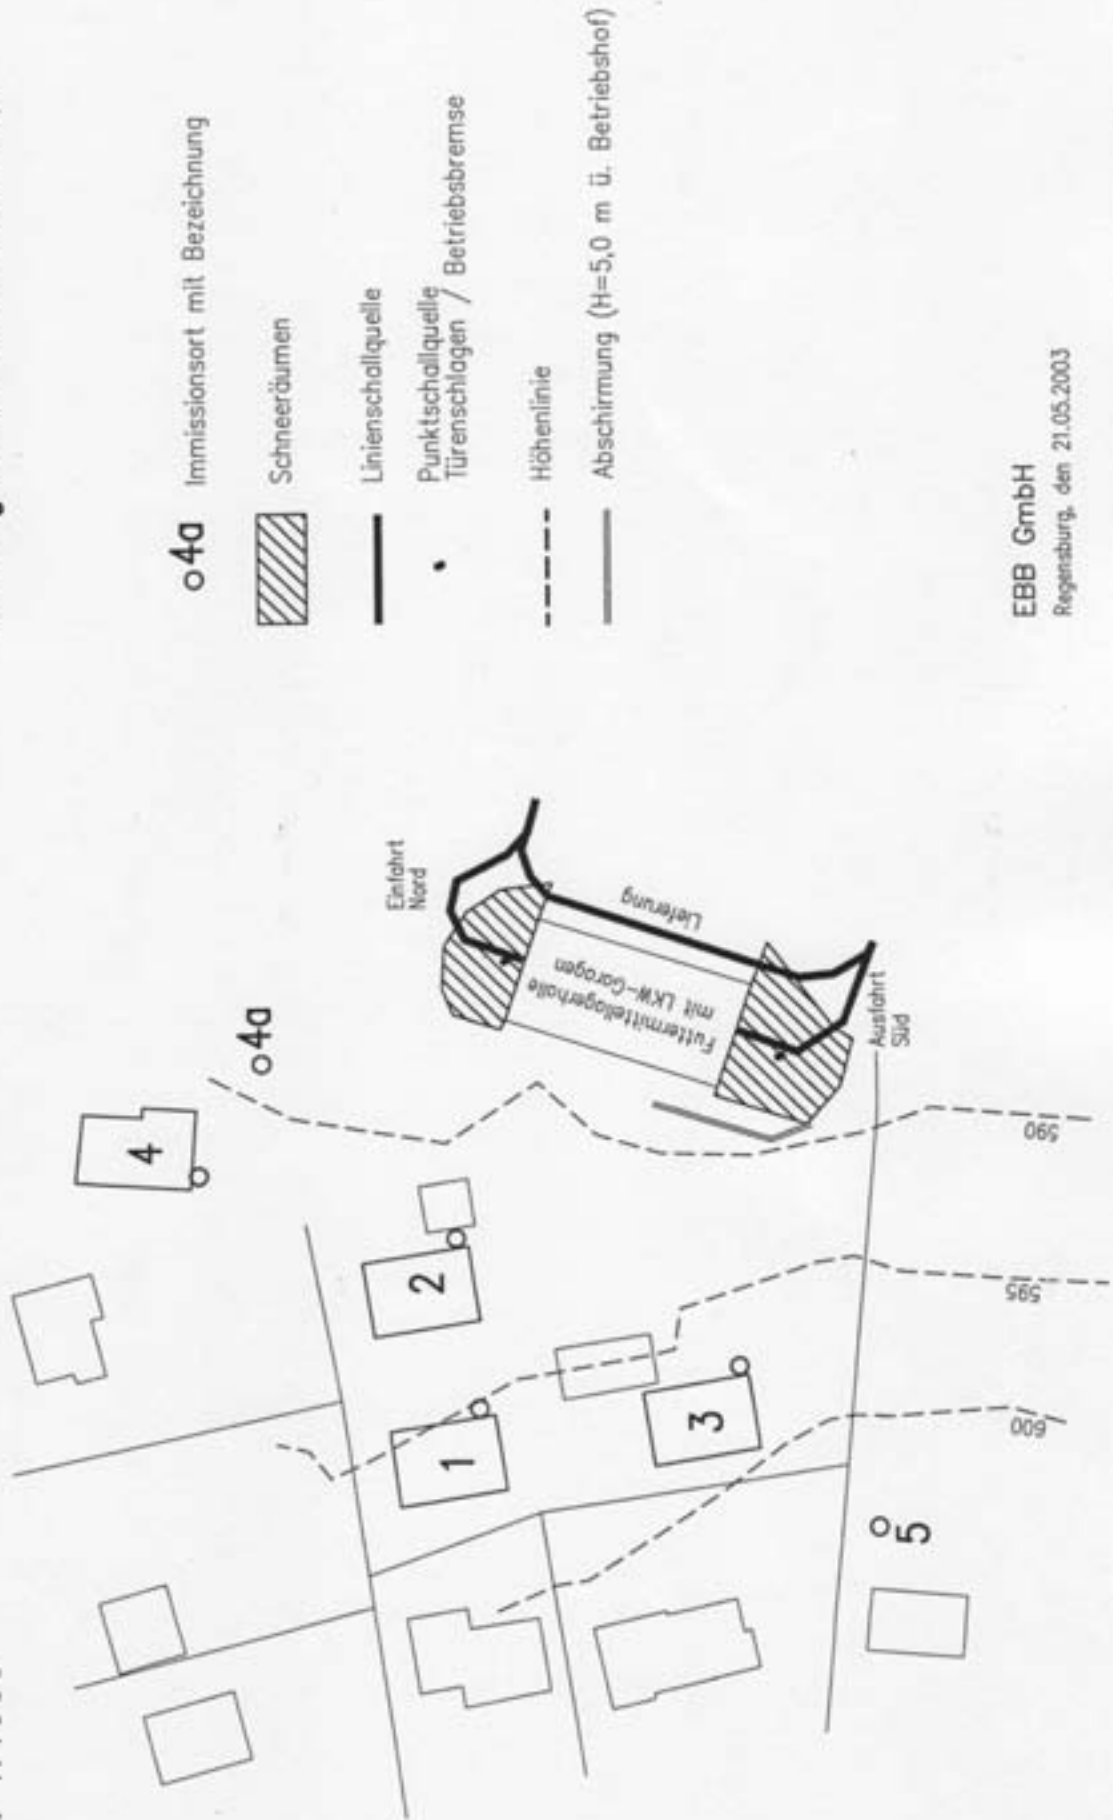 o4a Immissionsort mit Bezeichnung
Schneeräumen
Linienschallquelle
Punktschallquelle
Türenschlagen / Betriebsbremse
Höhenlinie
Abschirmung (H=5,0 m ü. Betriebshof)
EBB GmbH
Regensburg, den 21.05.2003
Einfahrt
Nord
Lieferung
Futtermittellagerhalle
mit LKW-Garagen
Ausfahrt
Süd
o4a
4
2
1
3
5
590
595
600